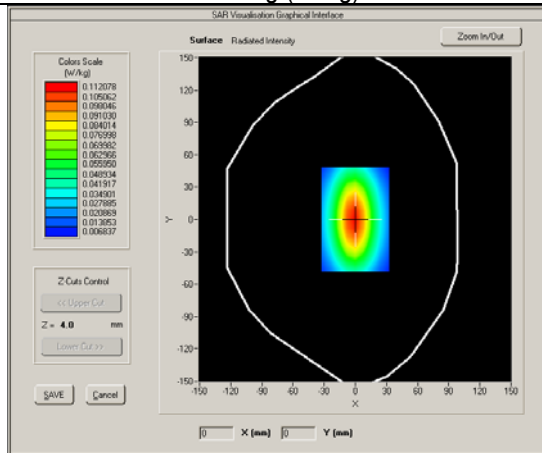 SAR Visualisation Graphical Interface
Surface Radiated Intensity
Zoom In/Out
Colors Scale
(W/kg)
0.112078
0.105062
0.098046
0.091030
0.084014
0.076998
0.069982
0.062966
0.055950
0.048934
0.041917
0.034901
0.027885
0.020869
0.013853
0.006837
150-
120-
90-
60-
30-
Y 0-
-30-
-60-
-90-
-120-
-150-
-150 -120 -90 -60 -30 0 30 60 90 120 150
X
Z-Cuts Control
<< Upper Cut
Z = 4.0 mm
Lower Cut >>
SAVE Cancel
0 X (mm) 0 Y (mm)